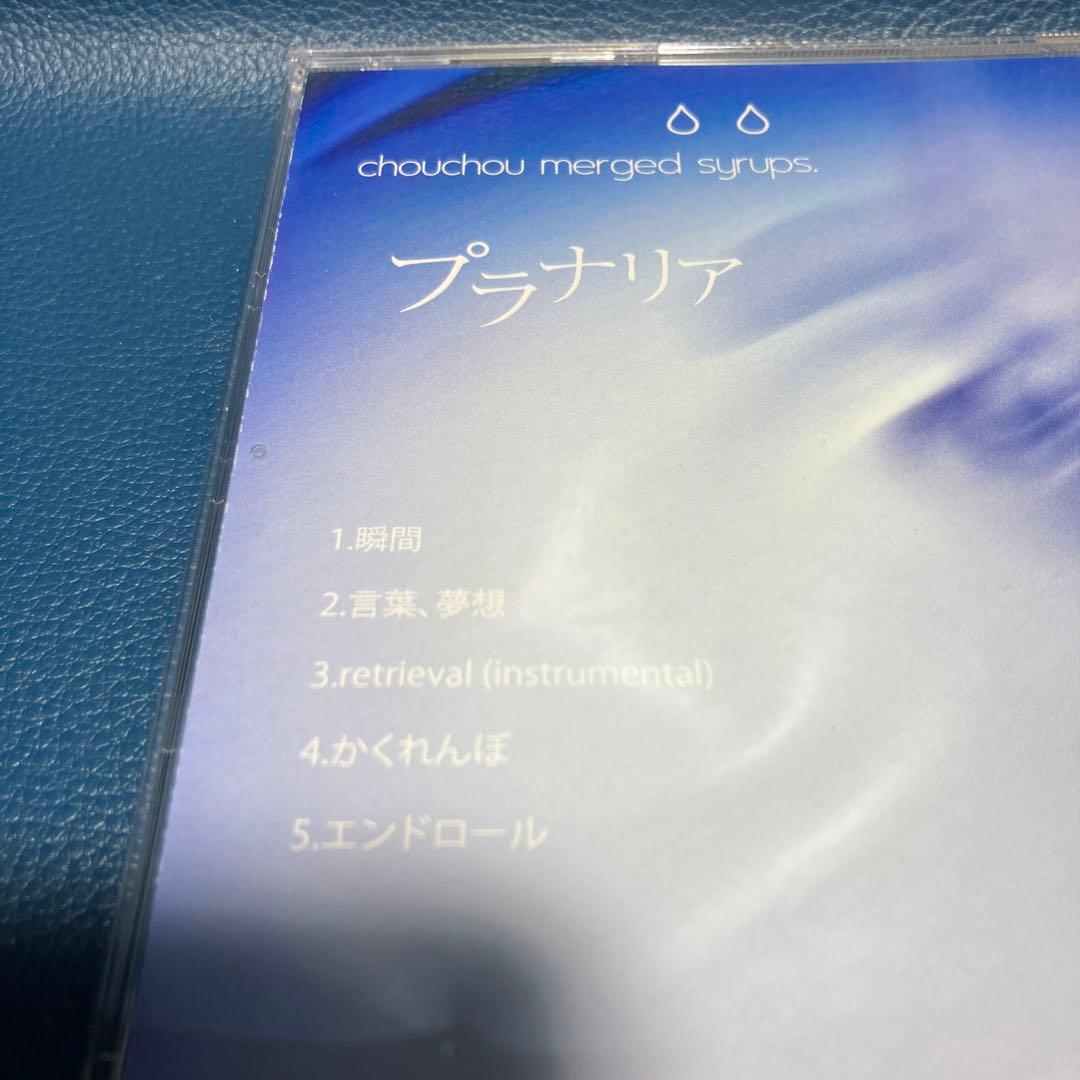 chouchou merged syrups.
プラナリア
1.瞬間
2.言葉、夢想
3.retrieval (instrumental)
4.かくれんぼ
5.エンドロール